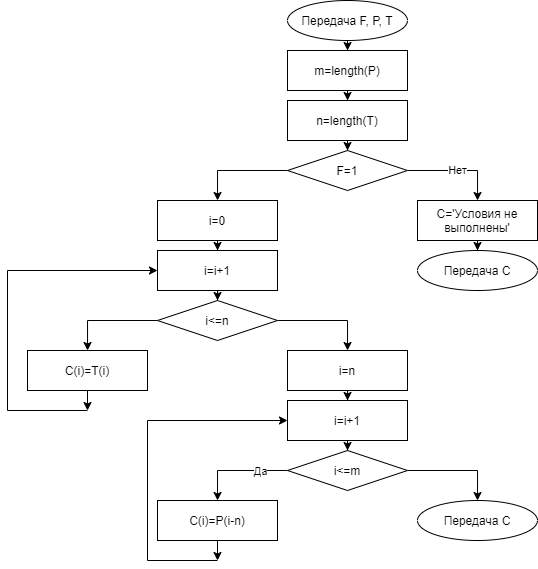 Передача F, P, T
m=length(P)
n=length(T)
F=1
Нет
i=0
C='Условия не
выполнены'
i=i+1
Передача C
i<=n
C(i)=T(i)
i=n
i=i+1
Да
i<=m
C(i)=P(i-n)
Передача C